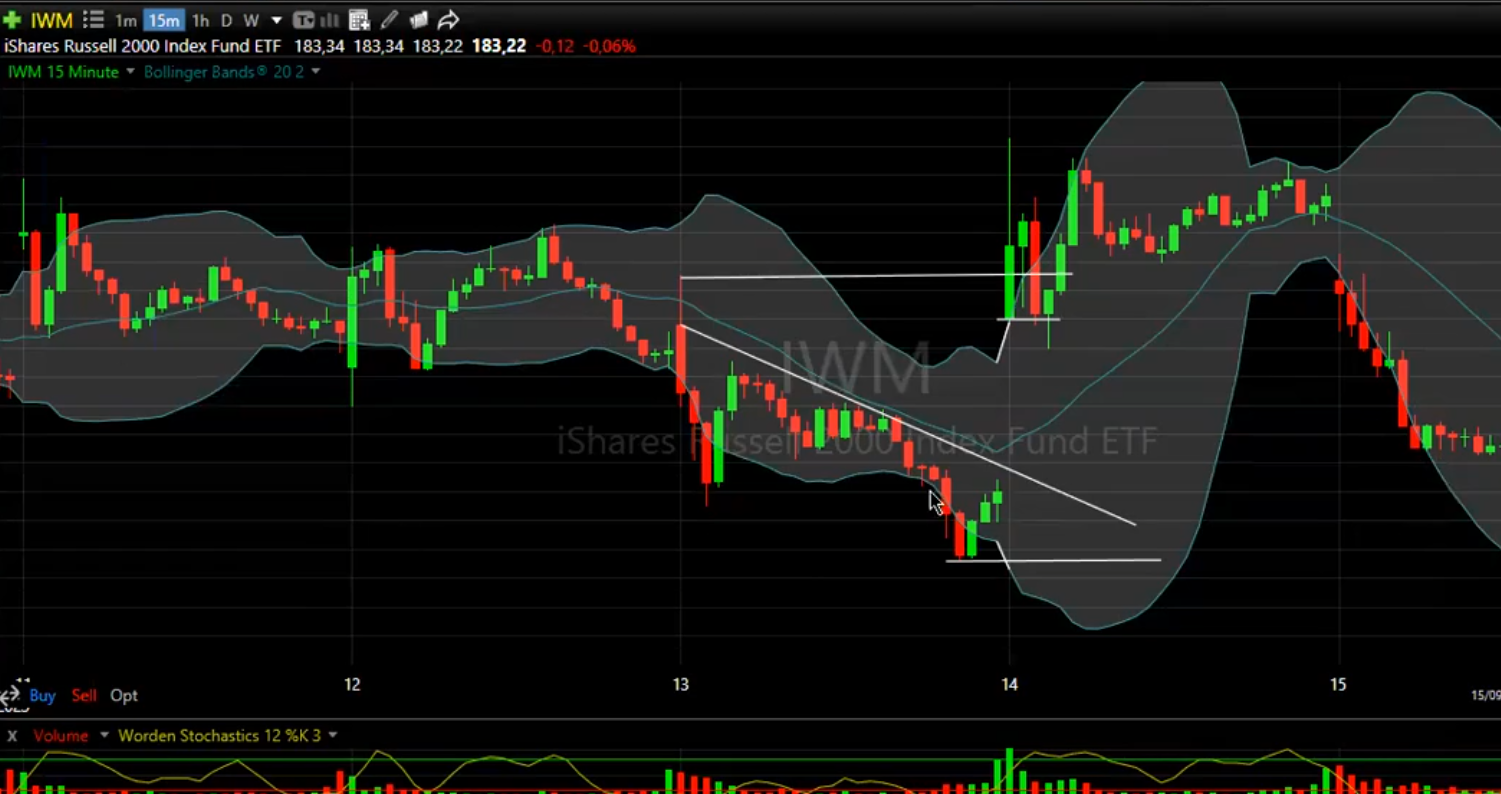 IWM 1m 15m 1h D W
iShares Russell 2000 Index Fund ETF 183,34 183,34 183,22 183,22 -0,12 -0,06%
IWM 15 Minute Bollinger Bands® 20 2
IWM
iShares Russell 2000 Index Fund ETF
12 13 14 15
Buy Sell Opt 15/09
X Volume Worden Stochastics 12 %K 3